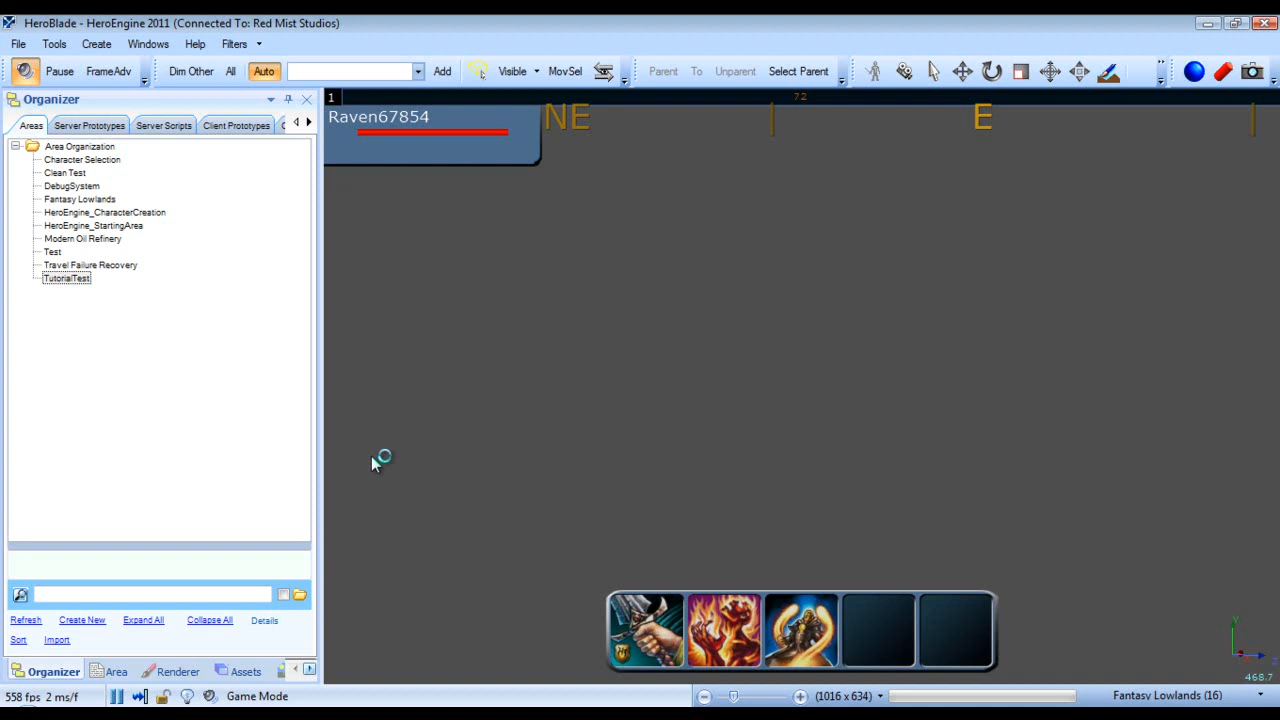 HeroBlade - HeroEngine 2011 (Connected To: Red Mist Studios)
File Tools Create Windows Help Filters
Pause FrameAdv Dim Other All Auto Add Visible MovSel Parent To Unparent Select Parent
Organizer
1 72
Areas Server Prototypes Server Scripts Client Prototypes
Raven67854 NE E
Area Organization
Character Selection
Clean Test
DebugSystem
Fantasy Lowlands
HeroEngine_CharacterCreation
HeroEngine_StartingArea
Modern Oil Refinery
Test
Travel Failure Recovery
TutorialTest
Refresh Create New Expand All Collapse All Details
Sort Import
Organizer Area Renderer Assets
468.7
558 fps 2 ms/f Game Mode (1016 x 634) Fantasy Lowlands (16)